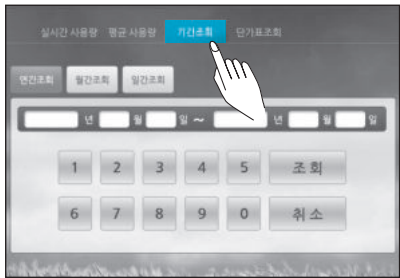 실시간 사용량 평균 사용량 기간조회 단가표조회
연간조회 월간조회 일간조회
년 월 일 ~ 년 월 일
1 2 3 4 5 조회
6 7 8 9 0 취소